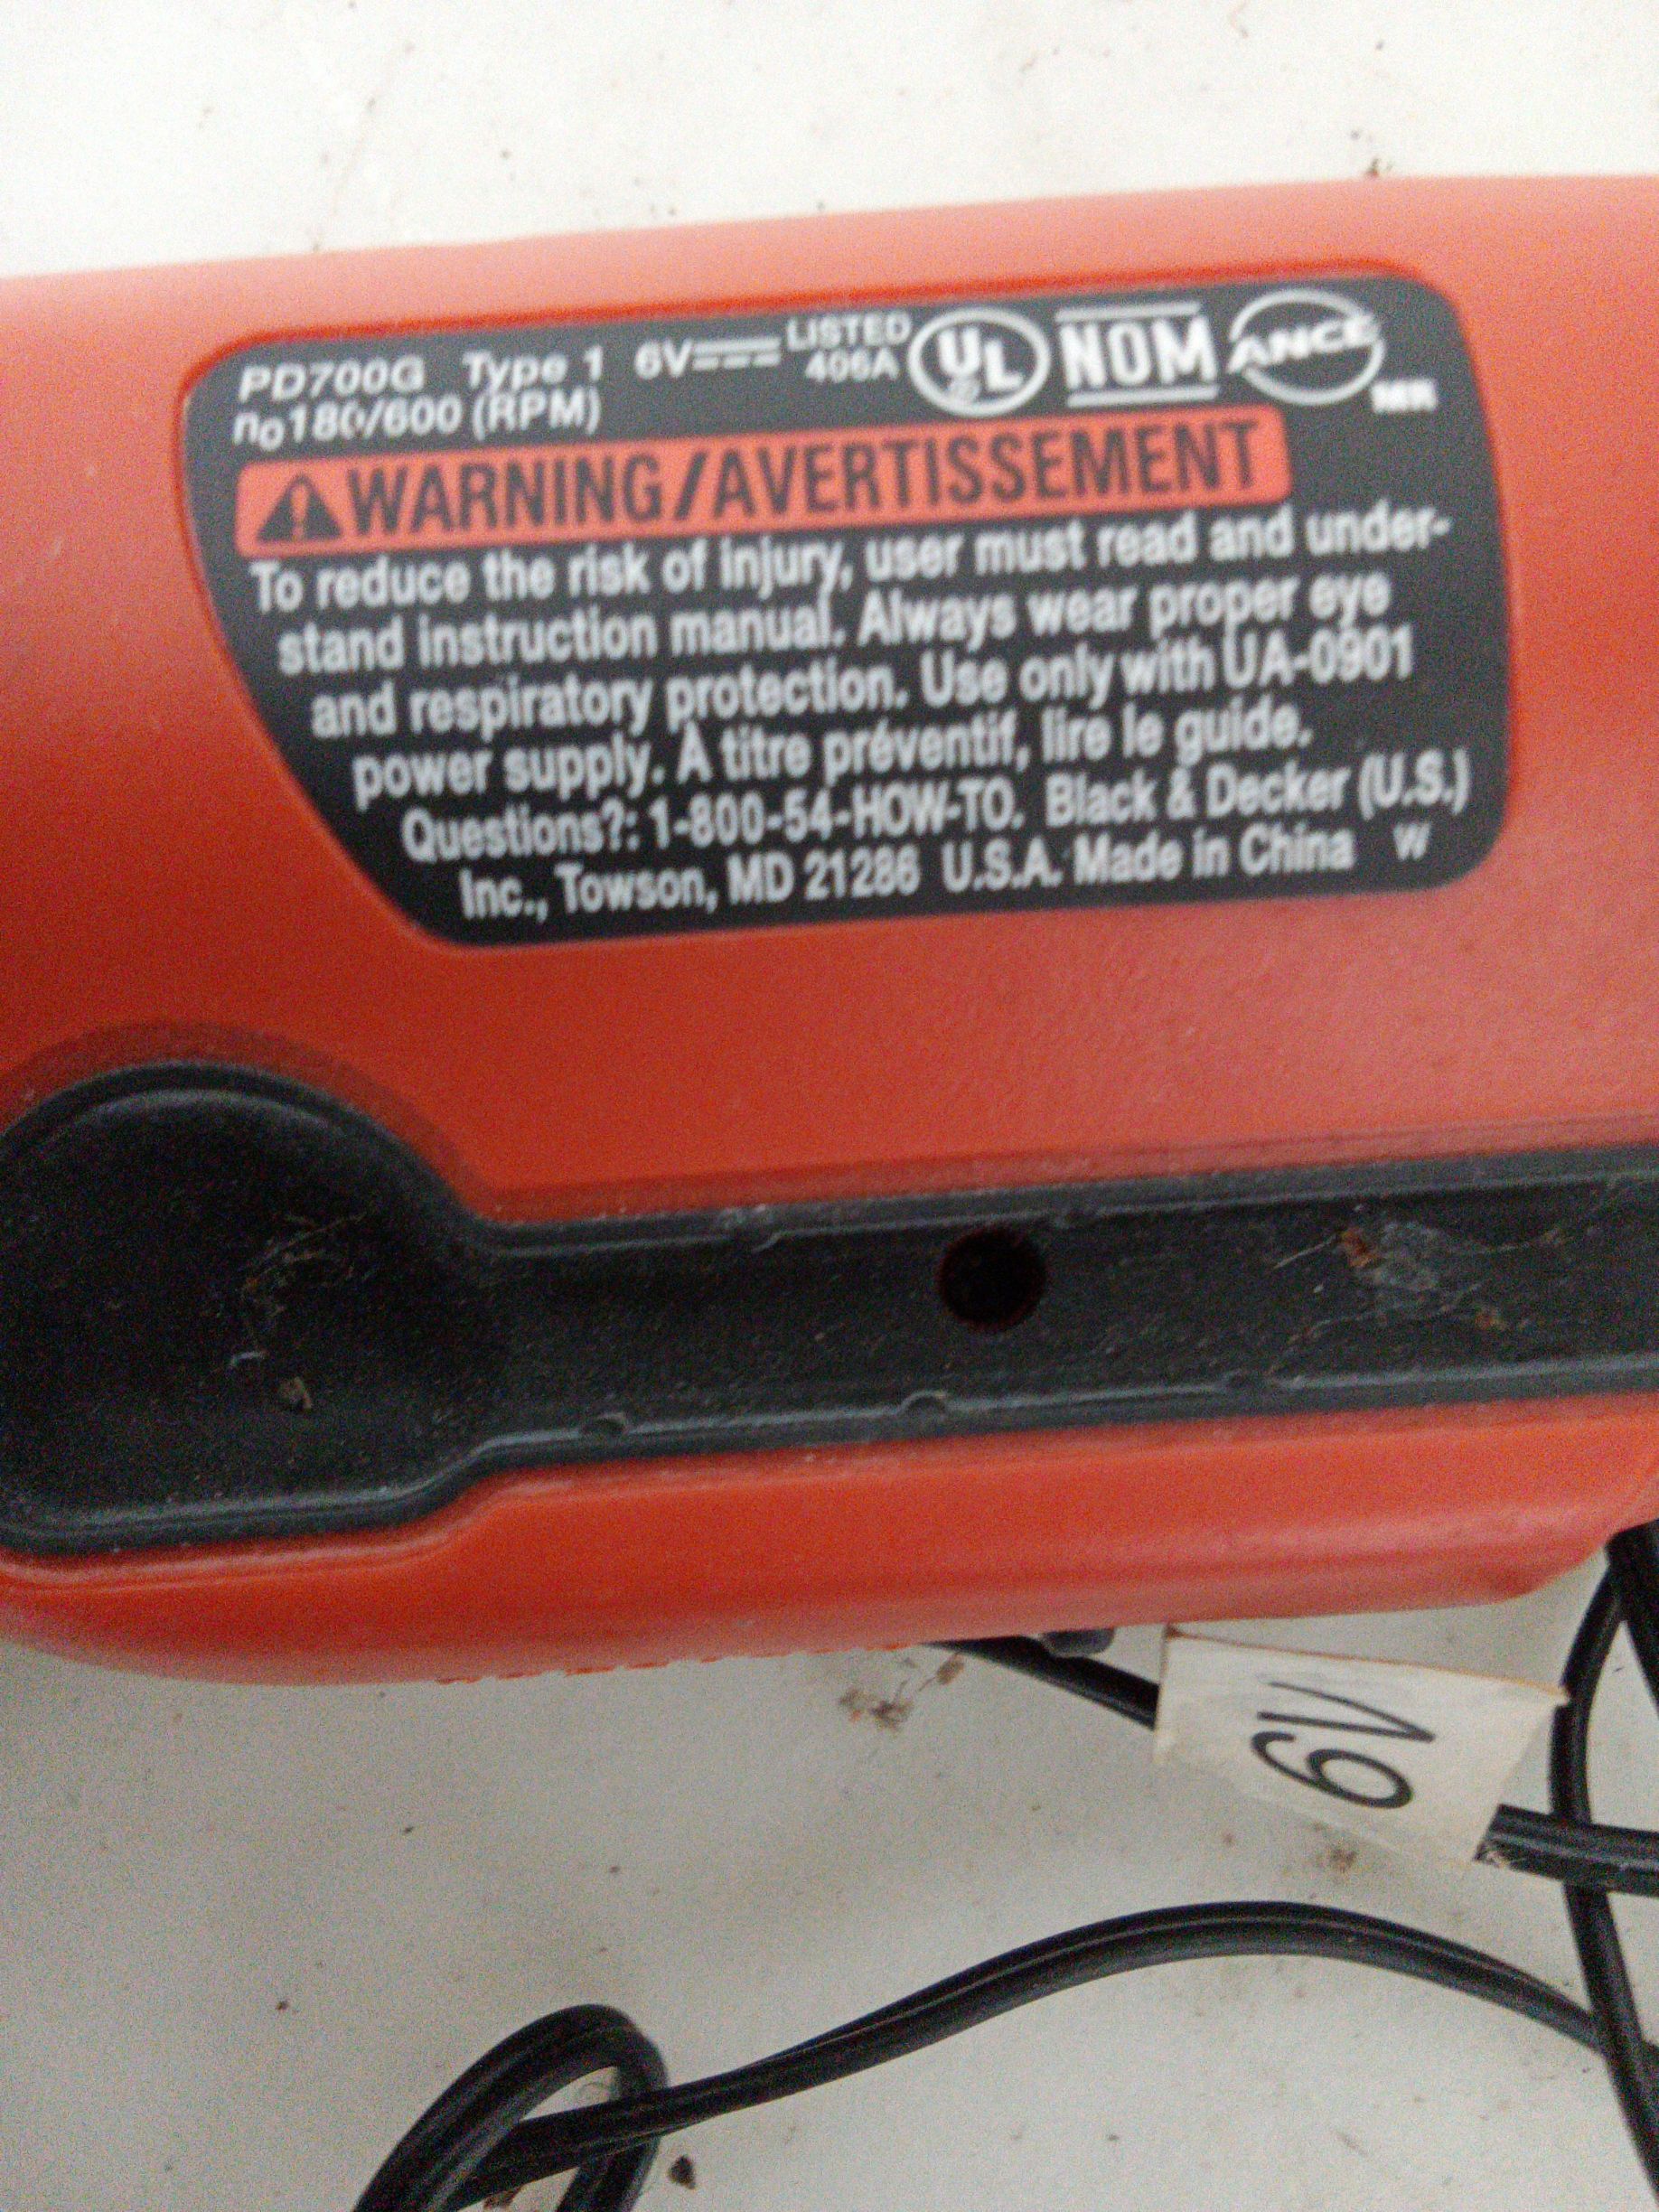 PD700G Type 1 6V LISTED 406A UL NOM ANCE MR
no180/600 (RPM)
WARNING/AVERTISSEMENT
To reduce the risk of injury, user must read and under-
stand instruction manual. Always wear proper eye
and respiratory protection. Use only with UA-0901
power supply. À titre préventif, lire le guide.
Questions?: 1-800-54-HOW-TO. Black & Decker (U.S.)
Inc., Towson, MD 21286 U.S.A. Made in China W
6V